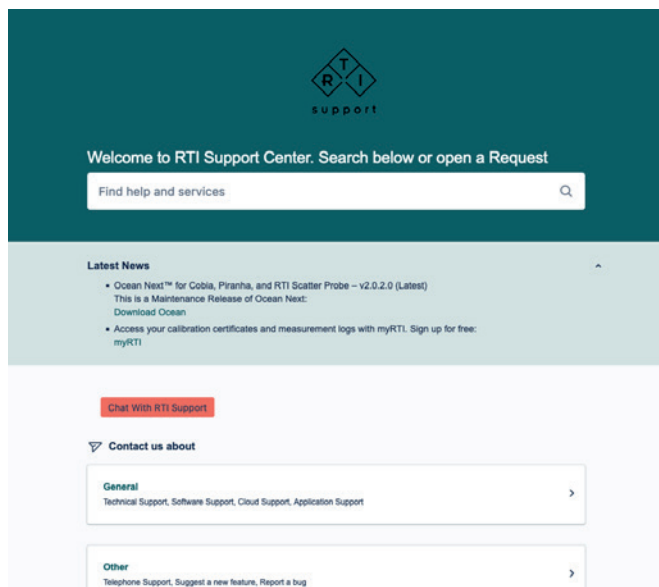 T
R I
support
Welcome to RTI Support Center. Search below or open a Request
Find help and services
Latest News
• Ocean Next™ for Cobia, Piranha, and RTI Scatter Probe – v2.0.2.0 (Latest)
This is a Maintenance Release of Ocean Next:
Download Ocean
• Access your calibration certificates and measurement logs with myRTI. Sign up for free:
myRTI
Chat With RTI Support
Contact us about
General
Technical Support, Software Support, Cloud Support, Application Support
Other
Telephone Support, Suggest a new feature, Report a bug